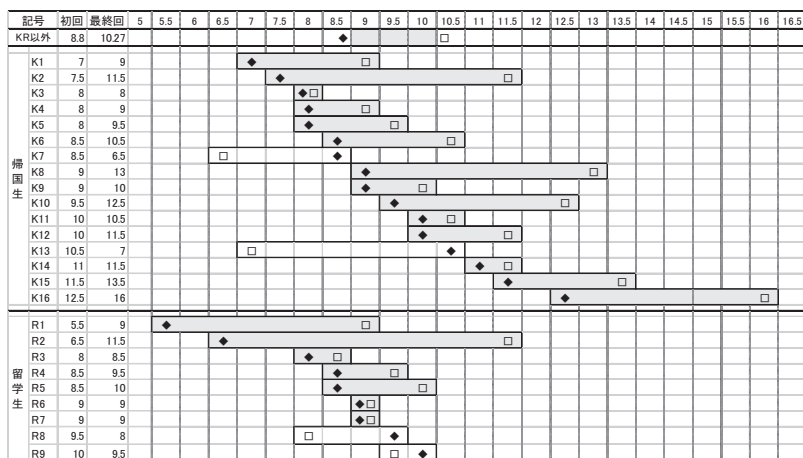 記号 初回 最終回 5 5.5 6 6.5 7 7.5 8 8.5 9 9.5 10 10.5 11 11.5 12 12.5 13 13.5 14 14.5 15 15.5 16 16.5
KR以外 8.8 10.27 ◆ □
帰国生
K1 7 9 ◆ □
K2 7.5 11.5 ◆ □
K3 8 8 ◆□
K4 8 9 ◆ □
K5 8 9.5 ◆ □
K6 8.5 10.5 ◆ □
K7 8.5 6.5 □ ◆
K8 9 13 ◆ □
K9 9 10 ◆ □
K10 9.5 12.5 ◆ □
K11 10 10.5 ◆ □
K12 10 11.5 ◆ □
K13 10.5 7 □ ◆
K14 11 11.5 ◆ □
K15 11.5 13.5 ◆ □
K16 12.5 16 ◆ □
留学生
R1 5.5 9 ◆ □
R2 6.5 11.5 ◆ □
R3 8 8.5 ◆ □
R4 8.5 9.5 ◆ □
R5 8.5 10 ◆ □
R6 9 9 ◆□
R7 9 9 ◆□
R8 9.5 8 □ ◆
R9 10 9.5 □ ◆